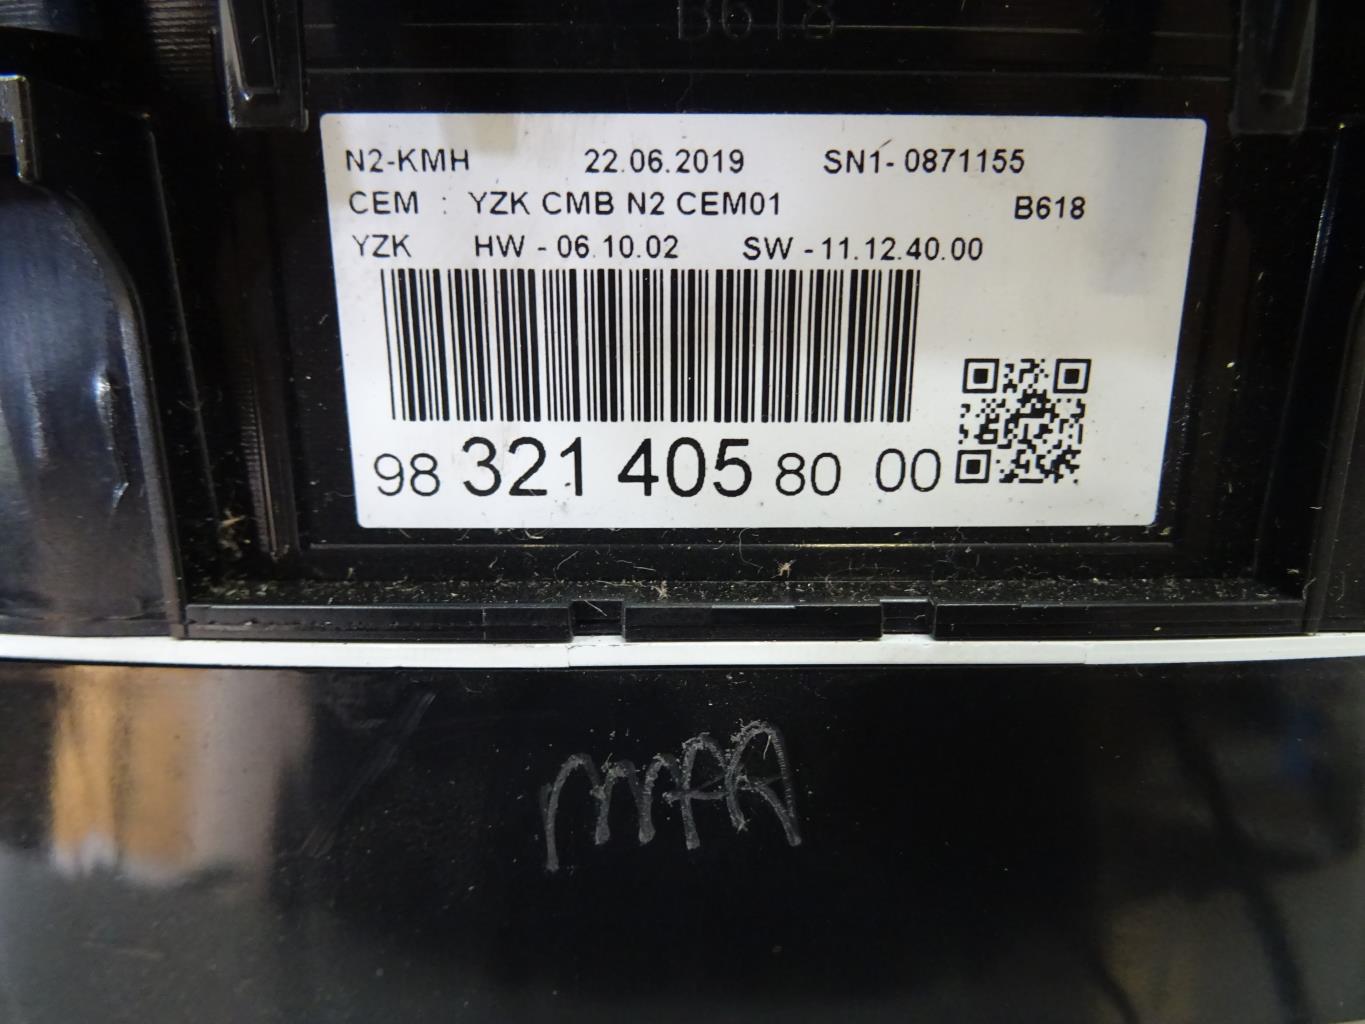 B618
N2-KMH 22.06.2019 SN1- 0871155
CEM : YZK CMB N2 CEM01 B618
YZK HW - 06.10.02 SW - 11.12.40.00
98 321 405 80 00